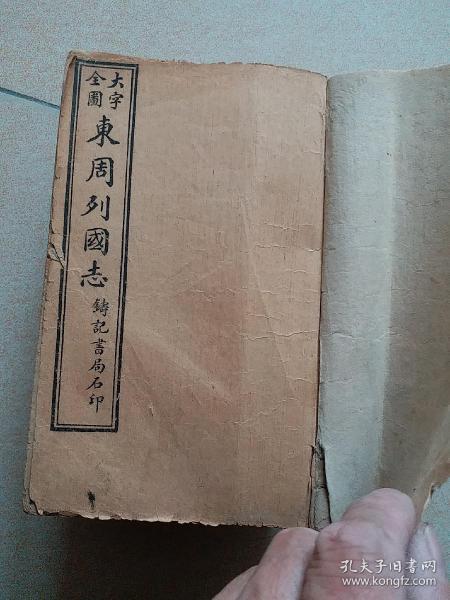 大字
全圖
東周列國志
鑄記書局石印
孔夫子旧书网
www.kongfz.com